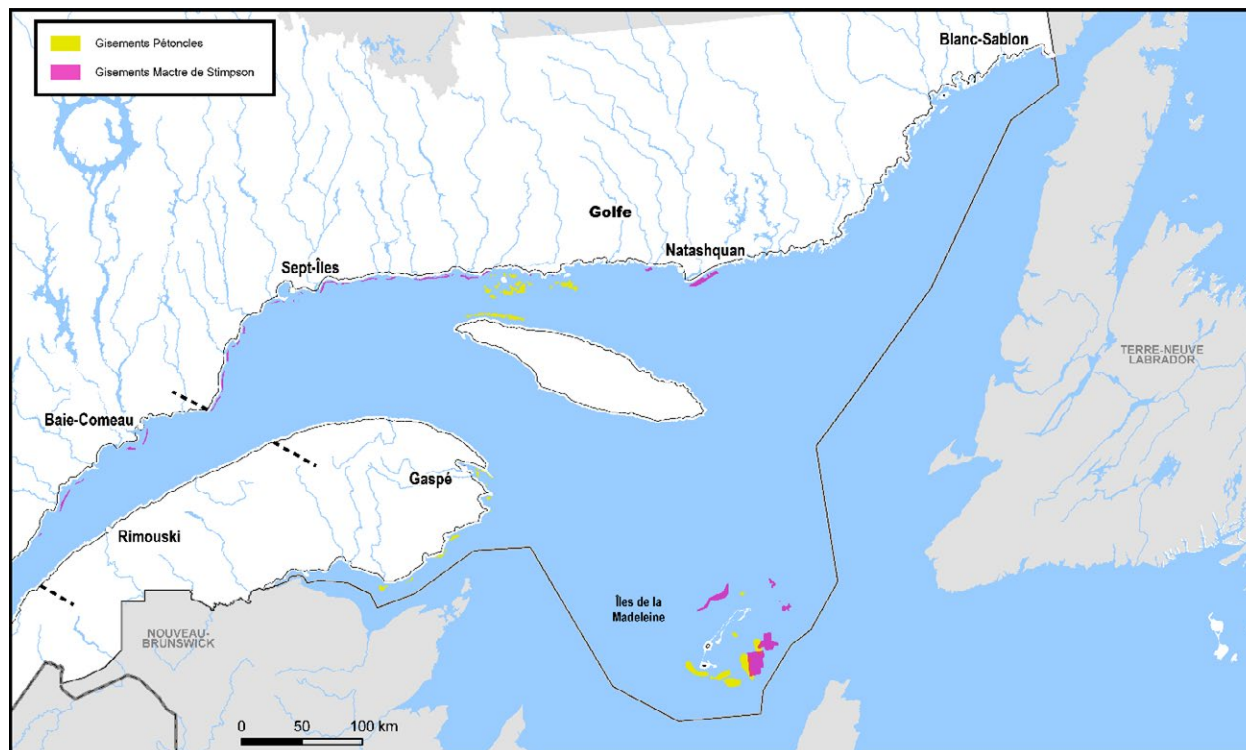 Gisements Pétoncles
Gisements Mactre de Stimpson
Blanc-Sablon
Golfe
Natashquan
Sept-Îles
TERRE-NEUVE
LABRADOR
Baie-Comeau
Gaspé
Rimouski
Îles de la
Madeleine
NOUVEAU-
BRUNSWICK
0 50 100 km